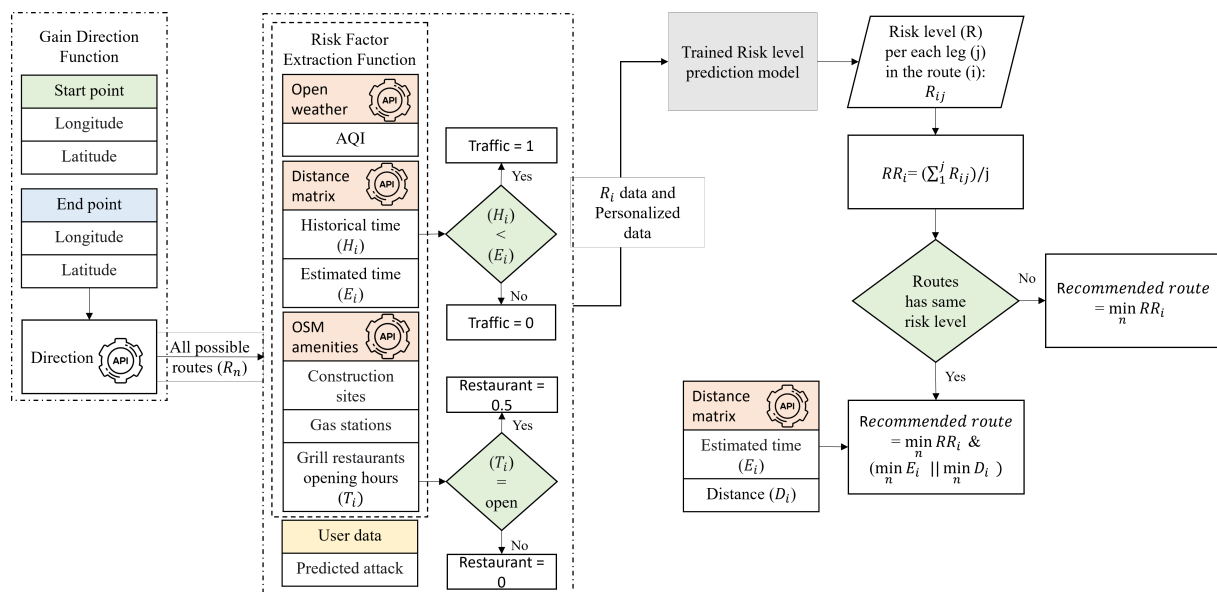 Gain Direction
Function
Start point
Longitude
Latitude
End point
Longitude
Latitude
Direction
API
All possible
routes (Rₙ)
Risk Factor
Extraction Function
Open
weather
API
AQI
Distance
matrix
API
Historical time
(Hᵢ)
Estimated time
(Eᵢ)
OSM
amenities
API
Construction
sites
Gas stations
Grill restaurants
opening hours
(Tᵢ)
User data
Predicted attack
Traffic = 1
Yes
(Hᵢ)
<
(Eᵢ)
No
Traffic = 0
Restaurant =
0.5
Yes
(Tᵢ)
=
open
No
Restaurant =
0
Rᵢ data and
Personalized
data
Trained Risk level
prediction model
Risk level (R)
per each leg (j)
in the route (i):
Rᵢⱼ
RRᵢ= (∑₁ʲ Rᵢⱼ)/j
Routes
has same
risk level
No
Recommended route
= minₙ RRᵢ
Yes
Distance
matrix
API
Estimated time
(Eᵢ)
Distance (Dᵢ)
Recommended route
= minₙ RRᵢ &
(minₙ Eᵢ || minₙ Dᵢ )